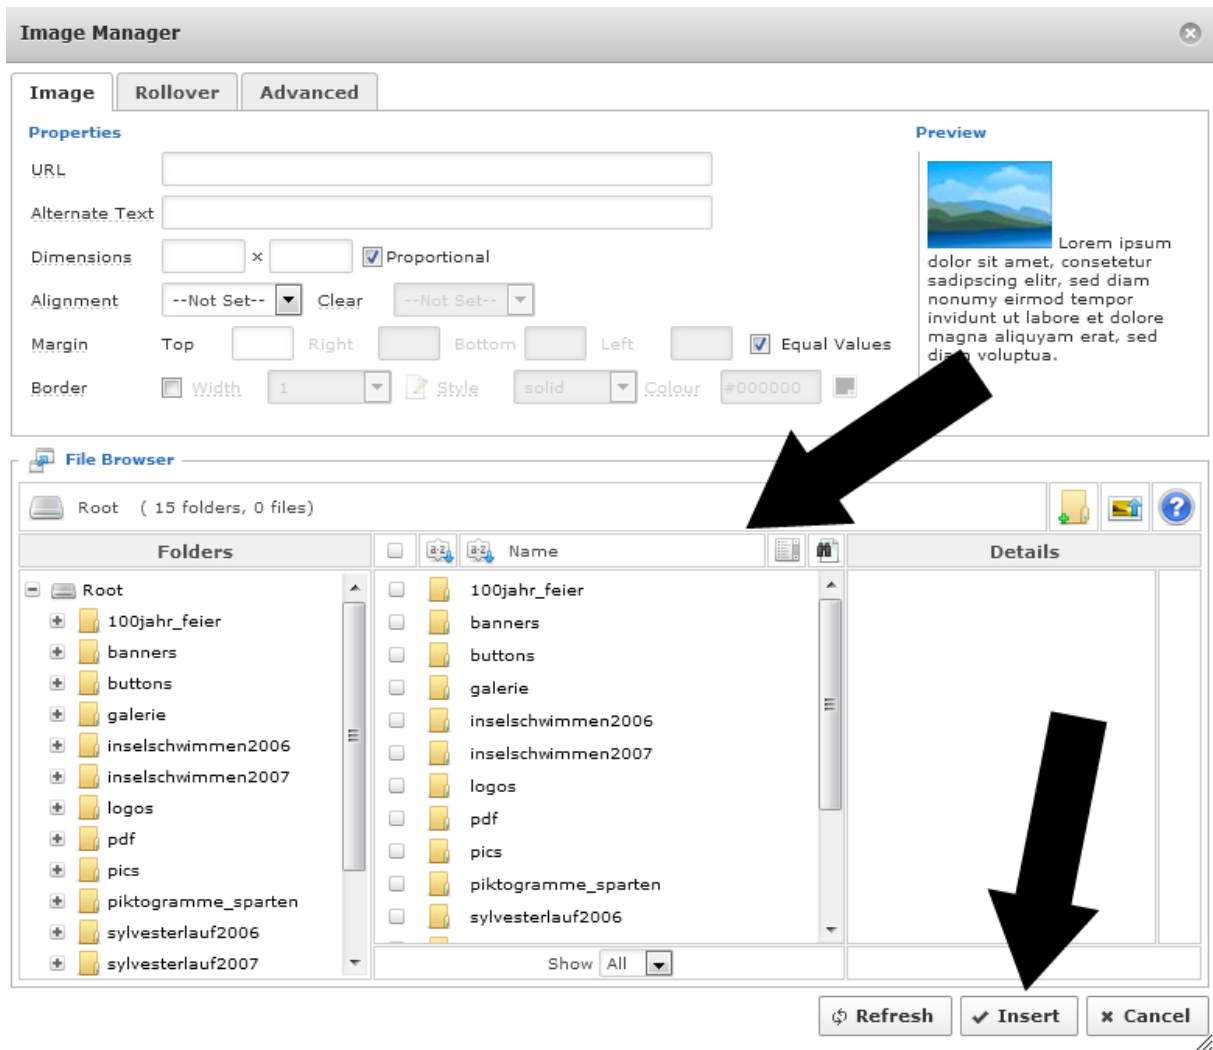 Image Manager
Image Rollover Advanced
Properties
URL
Alternate Text
Dimensions x Proportional
Alignment --Not Set-- Clear --Not Set--
Margin Top Right Bottom Left Equal Values
Border Width 1 Style solid Colour #000000
Preview
Lorem ipsum
dolor sit amet, consetetur
sadipscing elitr, sed diam
nonumy eirmod tempor
invidunt ut labore et dolore
magna aliquyam erat, sed
voluptua.
File Browser
Root ( 15 folders, 0 files)
Folders
Root
100jahr_feier
banners
buttons
galerie
inselschwimmen2006
inselschwimmen2007
logos
pdf
pics
piktogramme_sparten
sylvesterlauf2006
sylvesterlauf2007
a-z a-z Name
100jahr_feier
banners
buttons
galerie
inselschwimmen2006
inselschwimmen2007
logos
pdf
pics
piktogramme_sparten
sylvesterlauf2006
Show All
Details
Refresh Insert Cancel